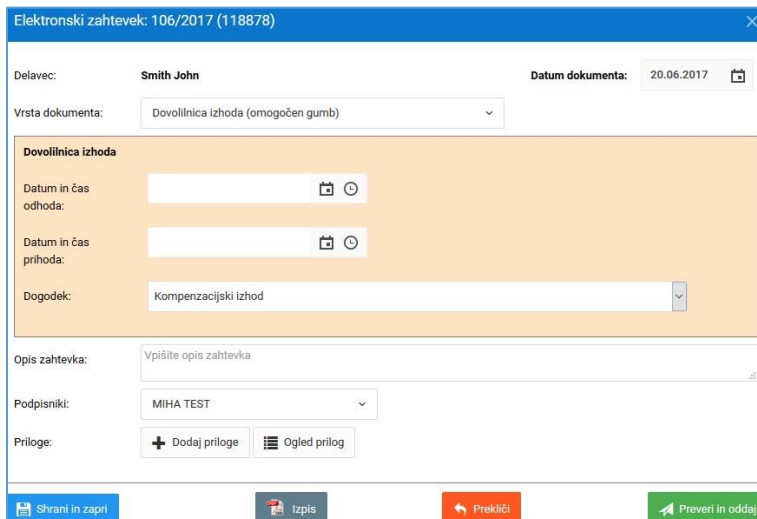 Elektronski zahtevek: 106/2017 (118878)
Delavec: Smith John Datum dokumenta: 20.06.2017
Vrsta dokumenta: Dovolilnica izhoda (omogočen gumb)
Dovolilnica izhoda
Datum in čas
odhoda:
Datum in čas
prihoda:
Dogodek: Kompenzacijski izhod
Opis zahtevka: Vpišite opis zahtevka
Podpisniki: MIHA TEST
Priloge: Dodaj priloge Ogled prilog
Shrani in zapri Izpis Prekliči Preveri in oddaj